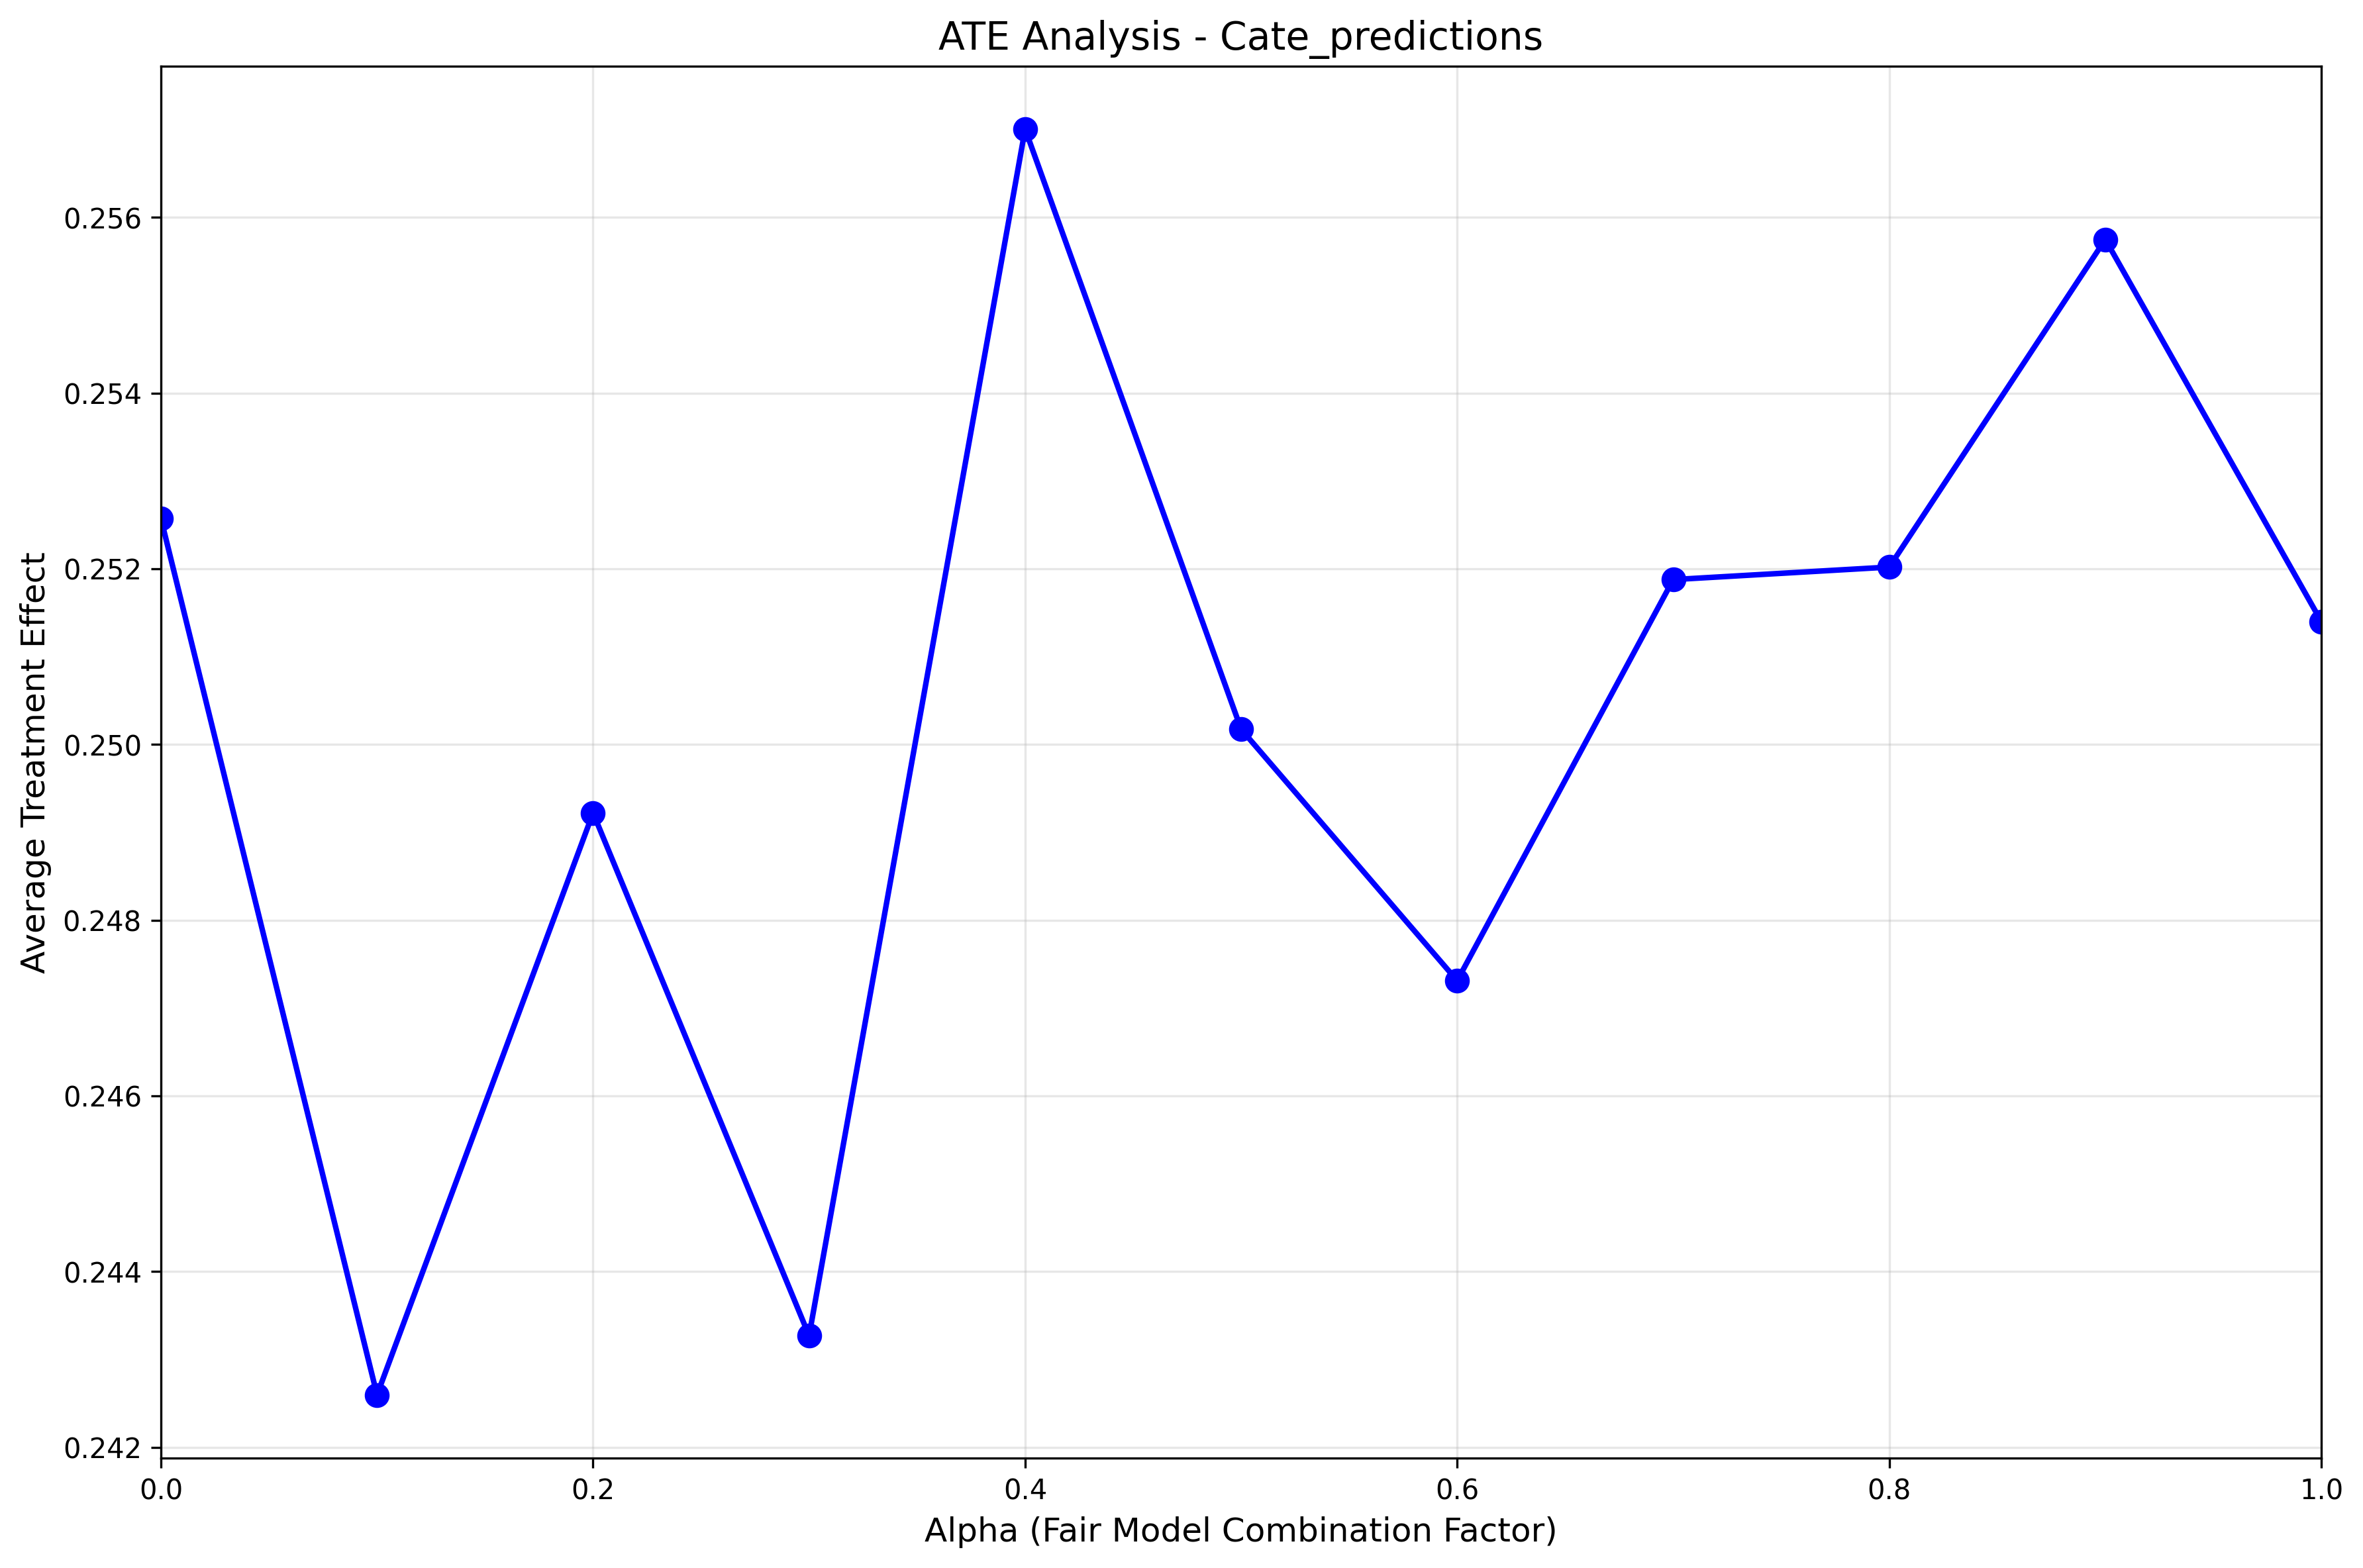 ATE Analysis - Cate_predictions
Average Treatment Effect
0.256
0.254
0.252
0.250
0.248
0.246
0.244
0.242
0.0 0.2 0.4 0.6 0.8 1.0
Alpha (Fair Model Combination Factor)